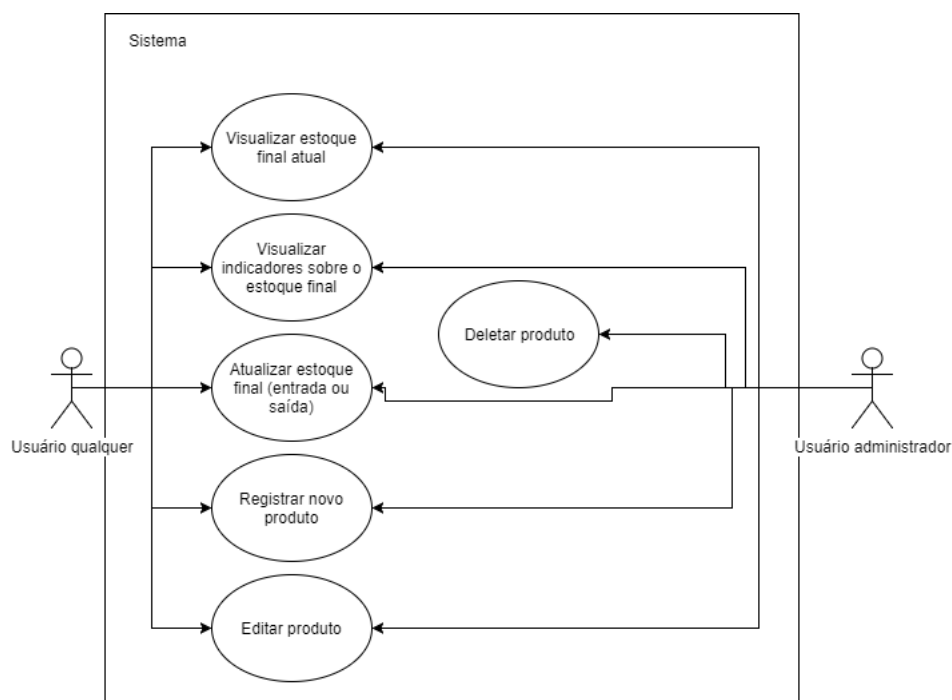 Sistema
Visualizar estoque
final atual
Visualizar
indicadores sobre o
estoque final
Deletar produto
Atualizar estoque
final (entrada ou
saída)
Usuário qualquer
Usuário administrador
Registrar novo
produto
Editar produto